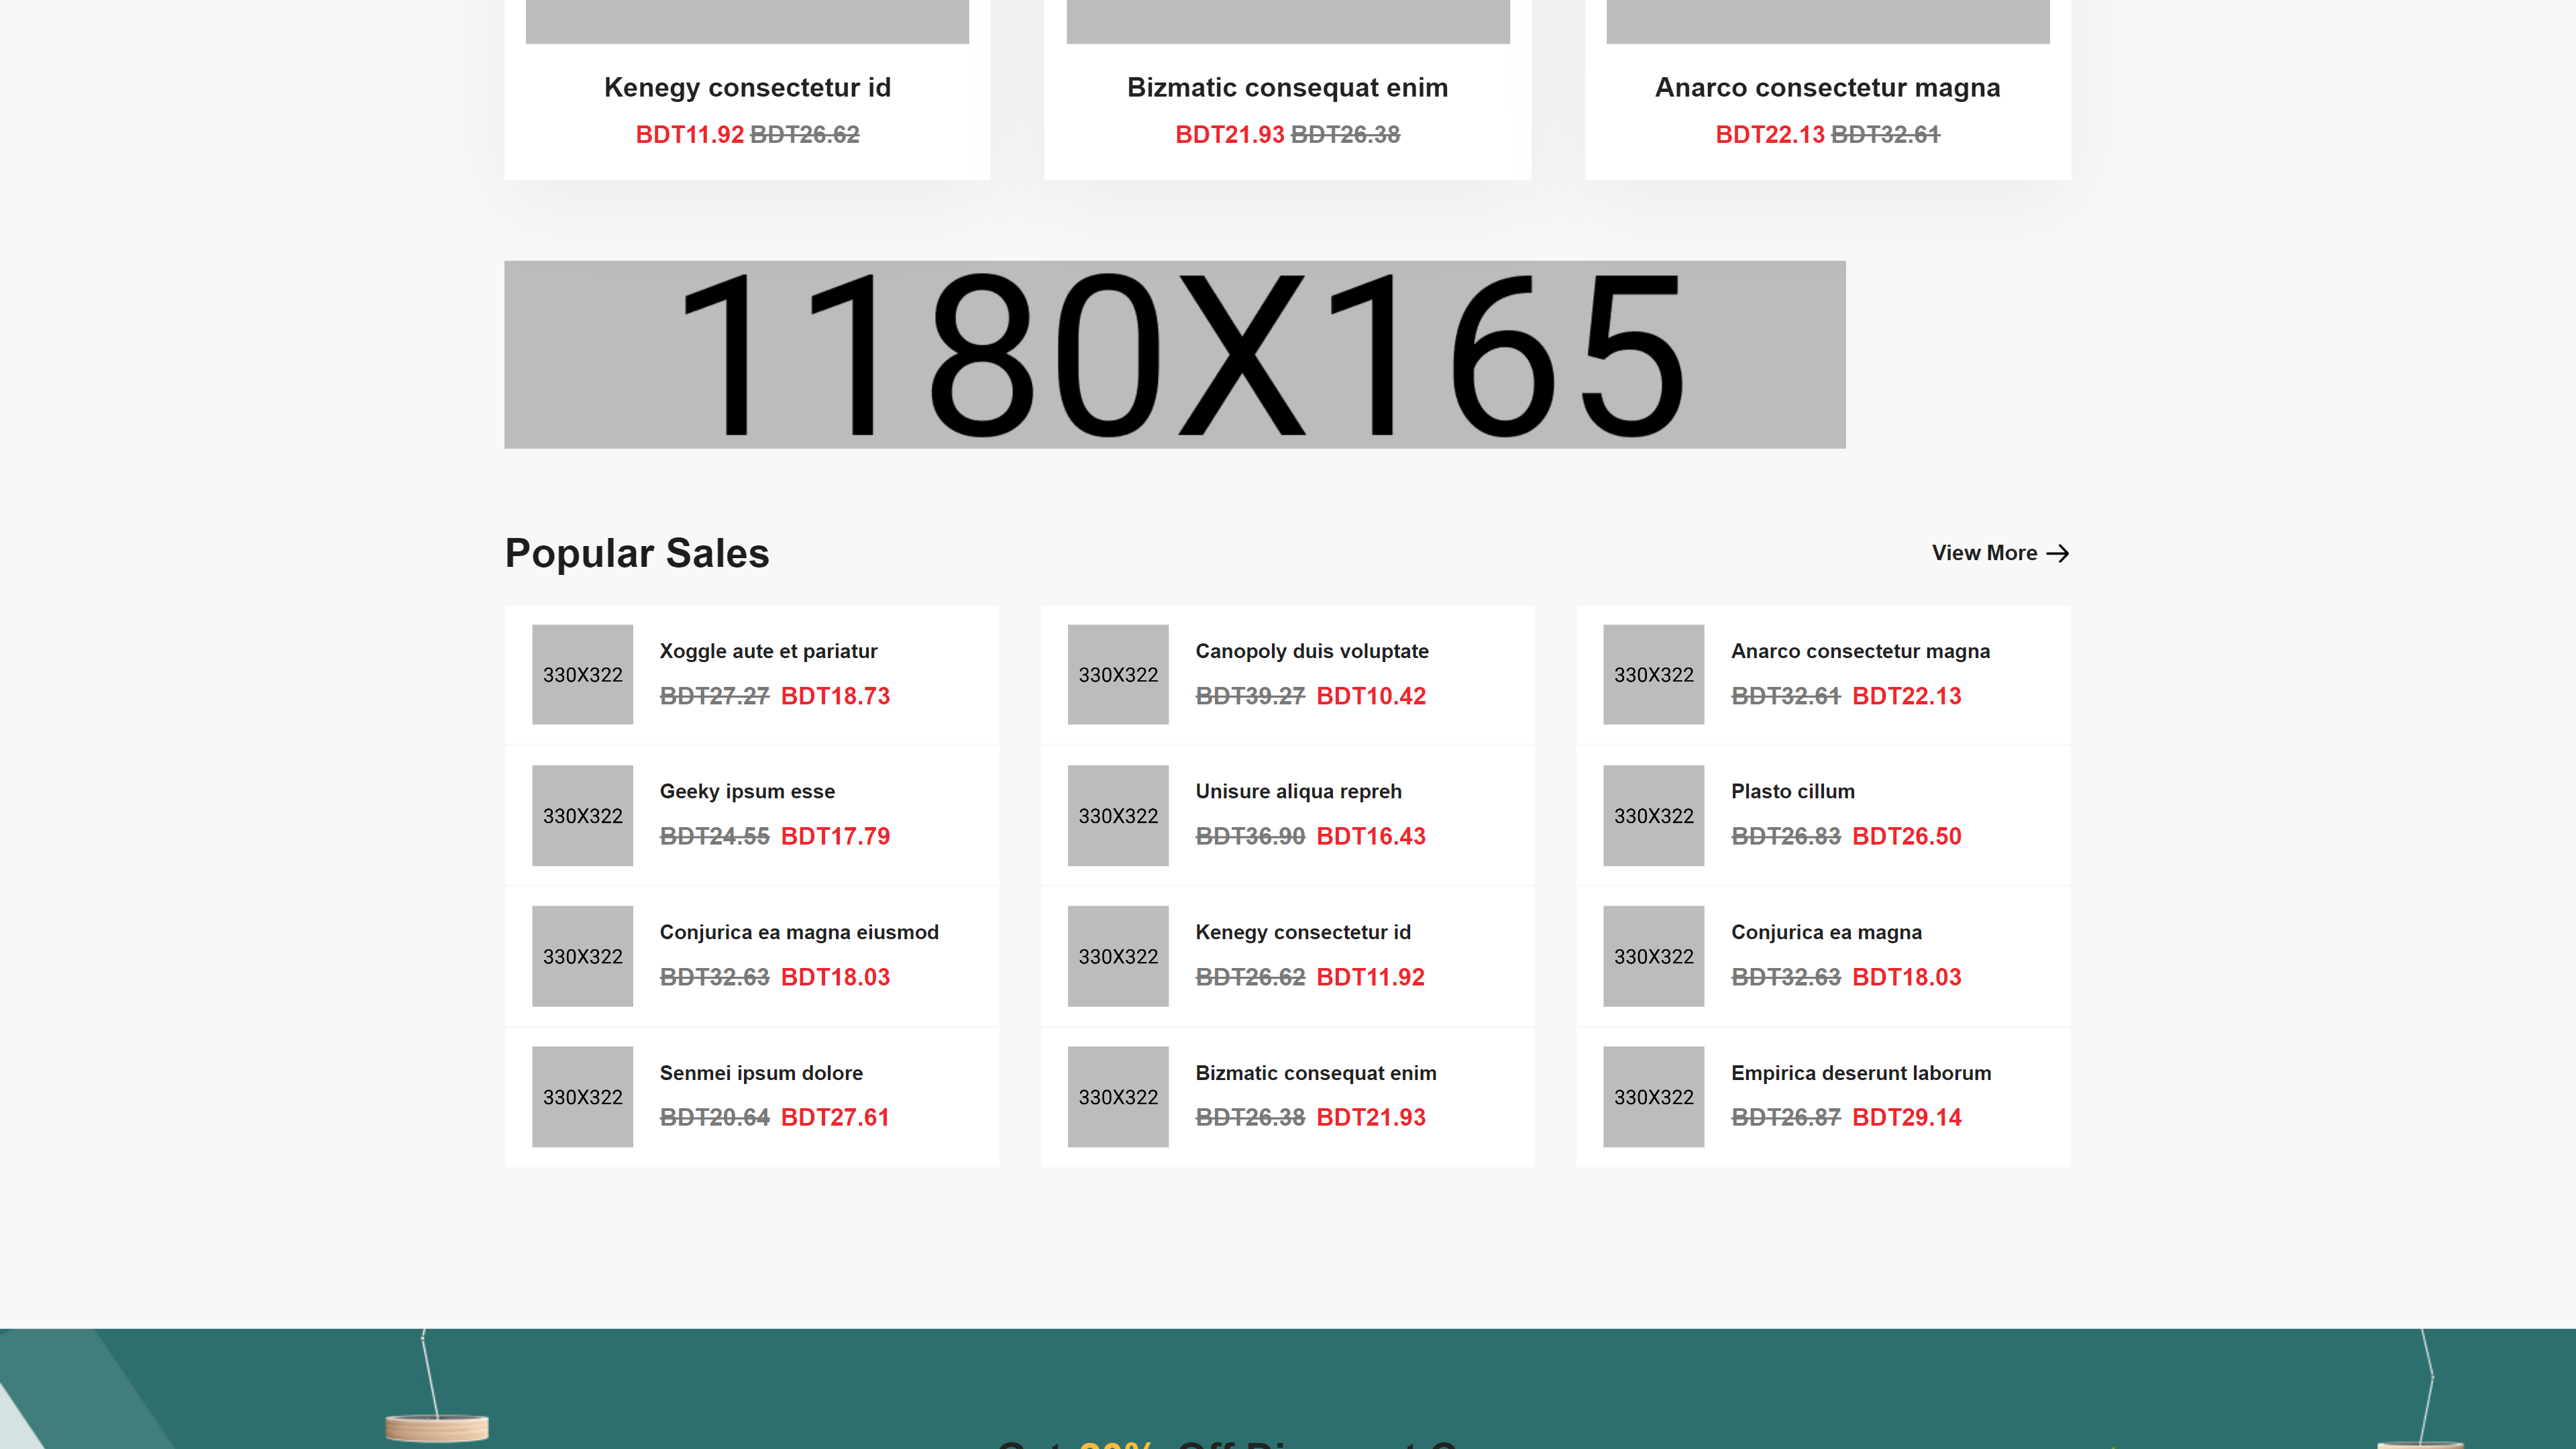 Kenegy consectetur id
BDT11.92 BDT26.62
Bizmatic consequat enim
BDT21.93 BDT26.38
Anarco consectetur magna
BDT22.13 BDT32.61
1180X165
Popular Sales
View More
330X322
Xoggle aute et pariatur
BDT27.27 BDT18.73
330X322
Canopoly duis voluptate
BDT39.27 BDT10.42
330X322
Anarco consectetur magna
BDT32.61 BDT22.13
330X322
Geeky ipsum esse
BDT24.55 BDT17.79
330X322
Unisure aliqua repreh
BDT36.90 BDT16.43
330X322
Plasto cillum
BDT26.83 BDT26.50
330X322
Conjurica ea magna eiusmod
BDT32.63 BDT18.03
330X322
Kenegy consectetur id
BDT26.62 BDT11.92
330X322
Conjurica ea magna
BDT32.63 BDT18.03
330X322
Senmei ipsum dolore
BDT20.64 BDT27.61
330X322
Bizmatic consequat enim
BDT26.38 BDT21.93
330X322
Empirica deserunt laborum
BDT26.87 BDT29.14